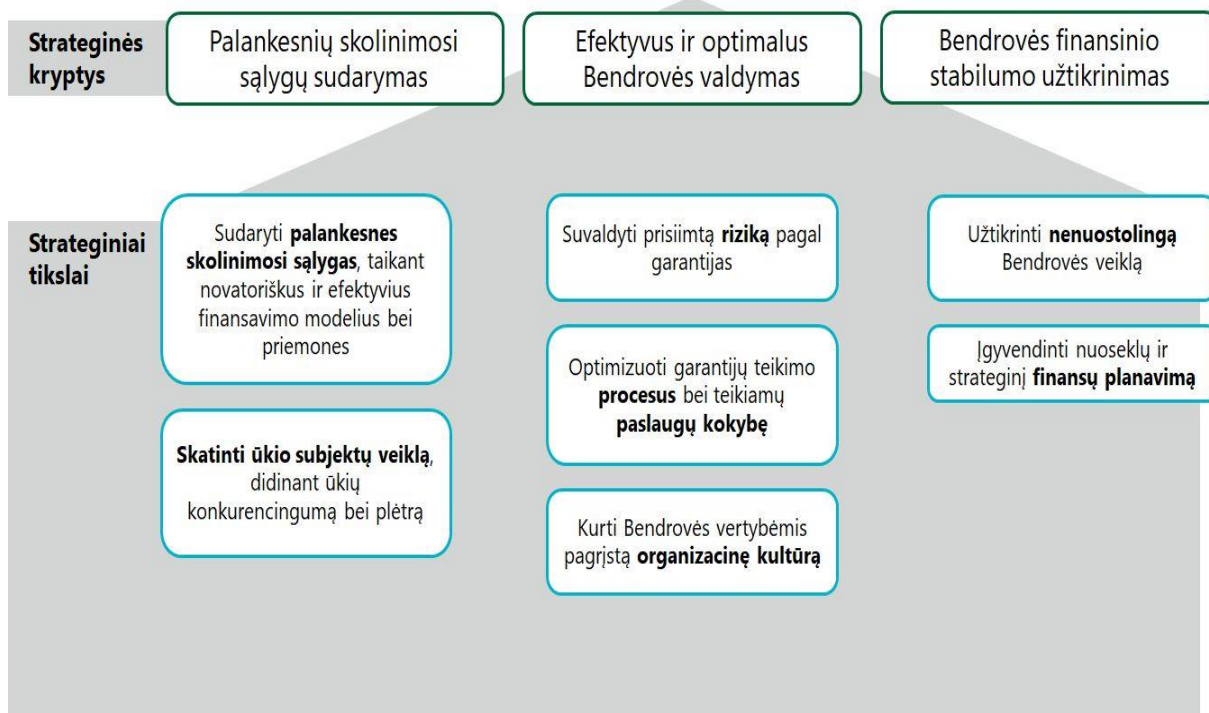 Strateginės
kryptys
Palankesnių skolinimosi
sąlygų sudarymas
Efektyvus ir optimalus
Bendrovės valdymas
Bendrovės finansinio
stabilumo užtikrinimas
Strateginiai
tikslai
Sudaryti palankesnes
skolinimosi sąlygas, taikant
novatoriškus ir efektyvius
finansavimo modelius bei
priemones
Skatinti ūkio subjektų veiklą,
didinant ūkių
konkurencingumą bei plėtrą
Suvaldyti prisiimtą riziką pagal
garantijas
Optimizuoti garantijų teikimo
procesus bei teikiamų
paslaugų kokybę
Kurti Bendrovės vertybėmis
pagrįstą organizacinę kultūrą
Užtikrinti nenuostolingą
Bendrovės veiklą
Įgyvendinti nuoseklų ir
strateginį finansų planavimą